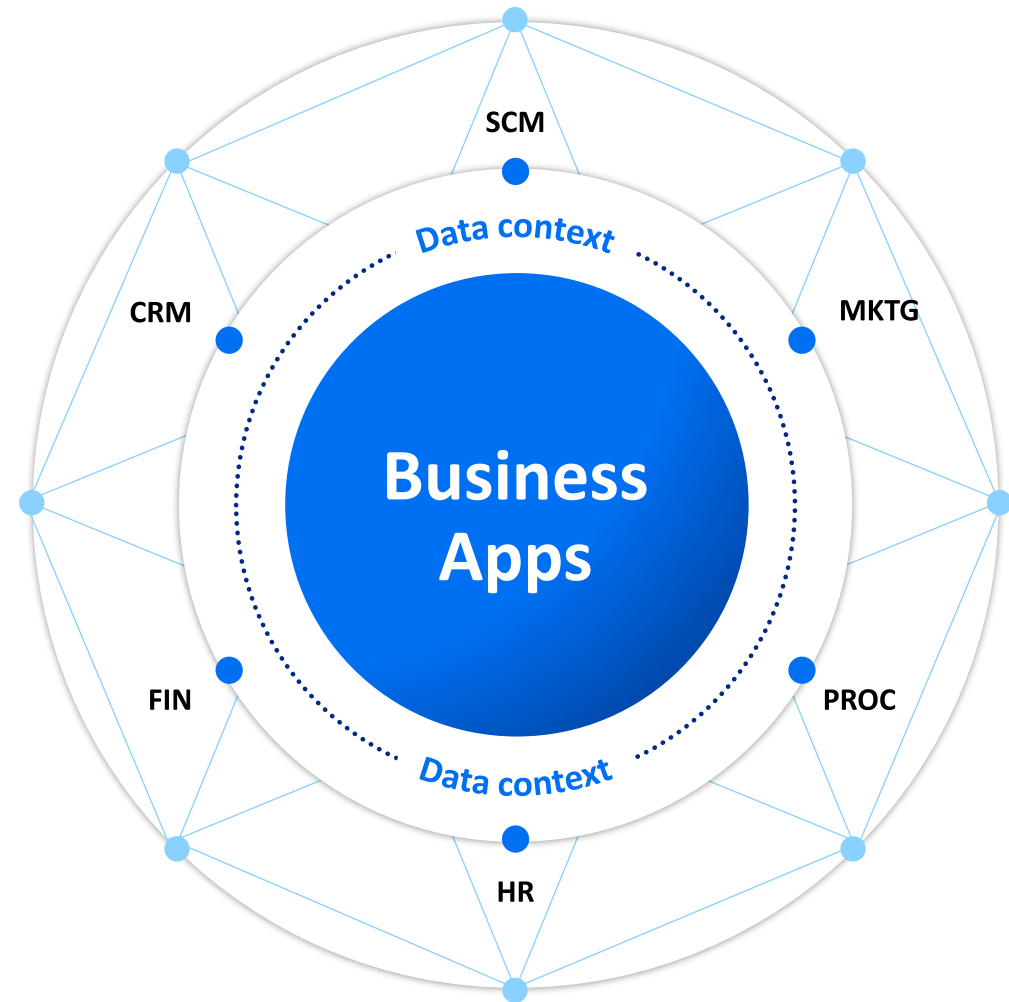 SCM
Data context
CRM
MKTG
Business
Apps
FIN
PROC
Data context
HR